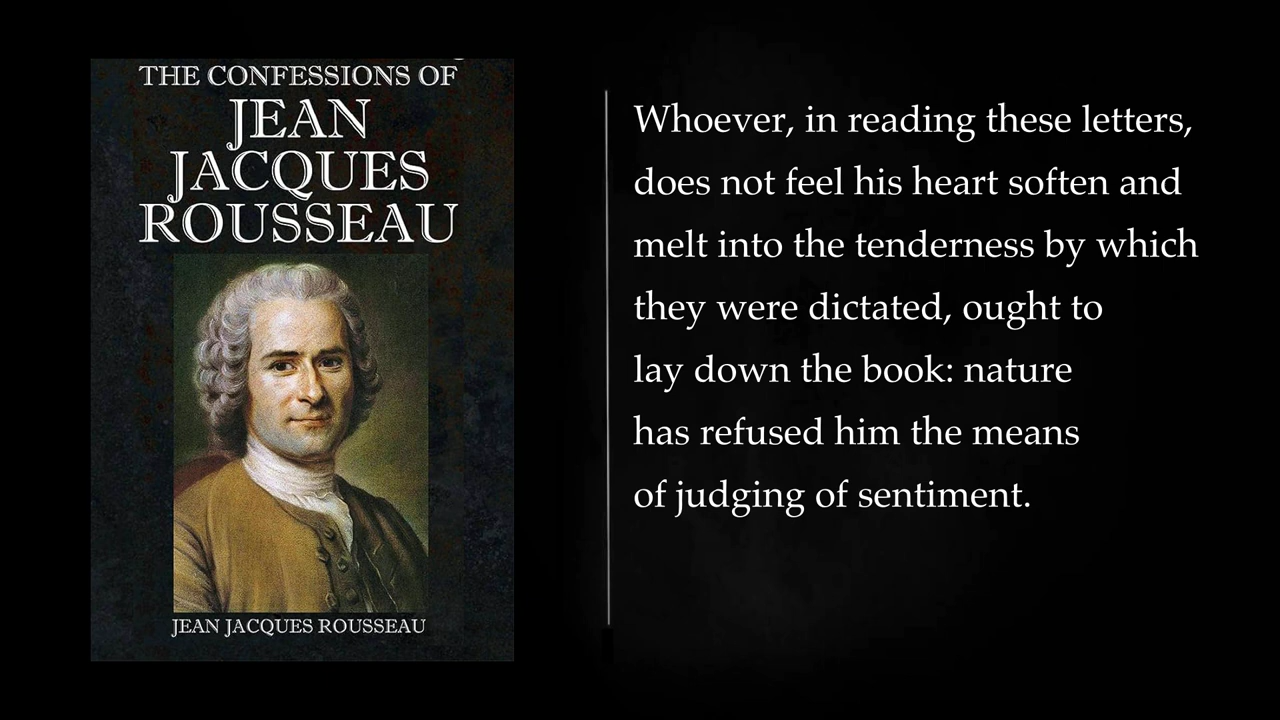 THE CONFESSIONS OF
JEAN
JACQUES
ROUSSEAU
JEAN JACQUES ROUSSEAU
Whoever, in reading these letters,
does not feel his heart soften and
melt into the tenderness by which
they were dictated, ought to
lay down the book: nature
has refused him the means
of judging of sentiment.